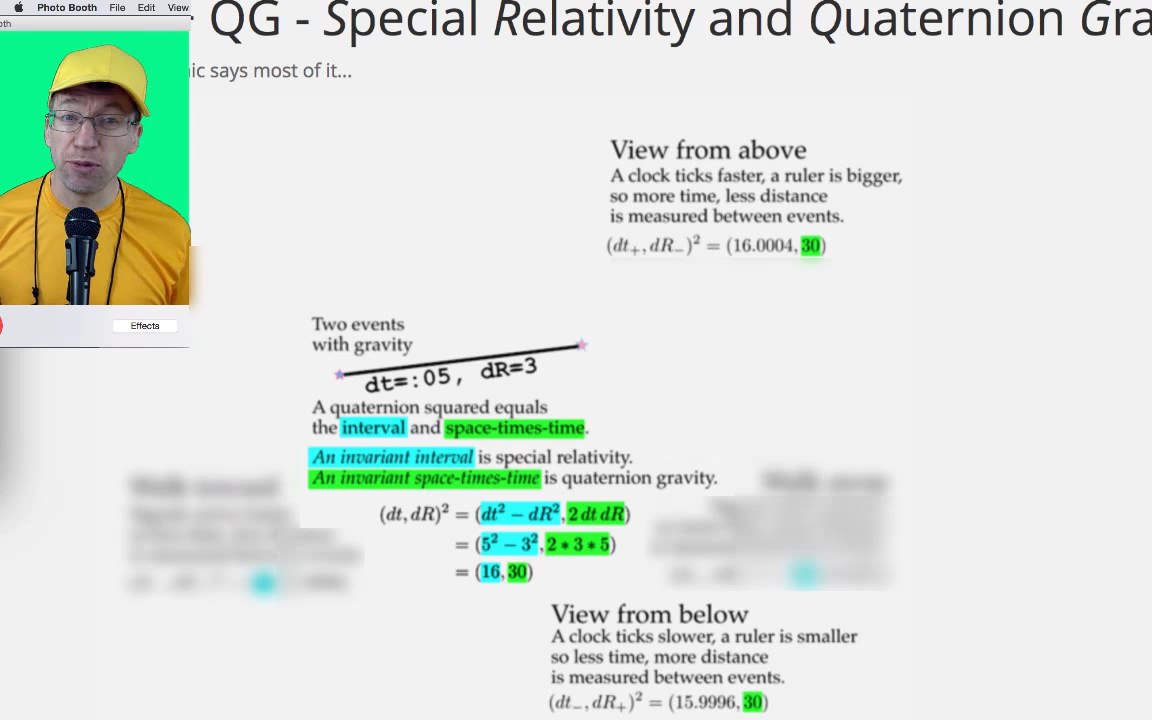 Photo Booth File Edit View
oth
QG - Special Relativity and Quaternion Gra
ic says most of it...
View from above
A clock ticks faster, a ruler is bigger,
so more time, less distance
is measured between events.
(dt₊, dR₋)² = (16.0004, 30)
Effects
Two events
with gravity
dt=:05, dR=3
A quaternion squared equals
the interval and space-times-time.
An invariant interval is special relativity.
An invariant space-times-time is quaternion gravity.
(dt, dR)² = (dt² − dR², 2 dt dR)
= (5² − 3², 2 * 3 * 5)
= (16, 30)
View from below
A clock ticks slower, a ruler is smaller
so less time, more distance
is measured between events.
(dt₋, dR₊)² = (15.9996, 30)